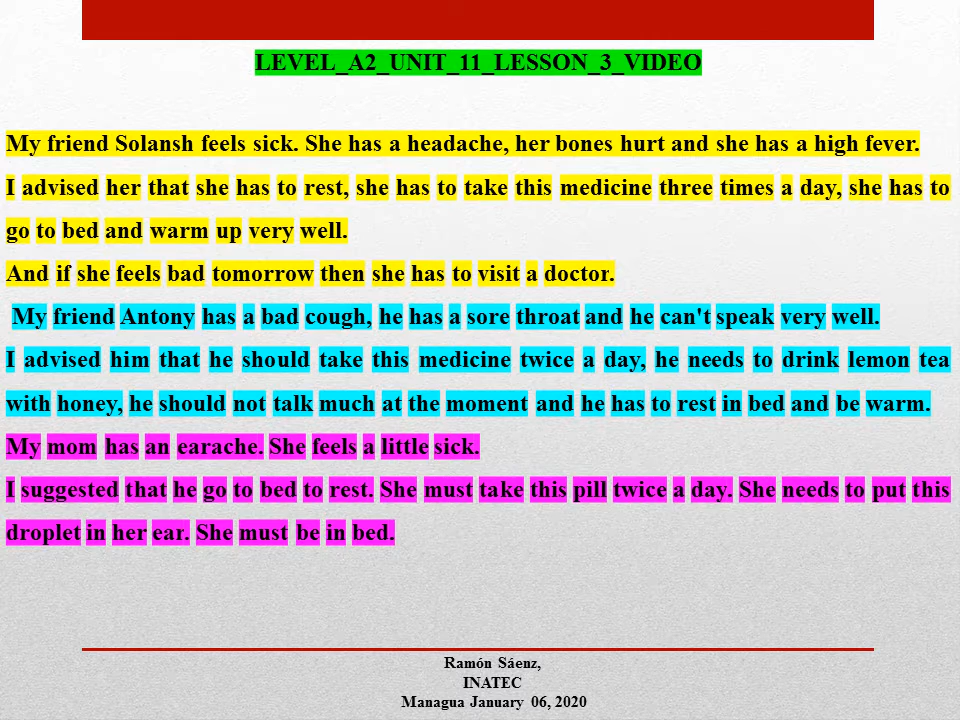 LEVEL_A2_UNIT_11_LESSON_3_VIDEO
My friend Solansh feels sick. She has a headache, her bones hurt and she has a high fever.
I advised her that she has to rest, she has to take this medicine three times a day, she has to
go to bed and warm up very well.
And if she feels bad tomorrow then she has to visit a doctor.
My friend Antony has a bad cough, he has a sore throat and he can't speak very well.
I advised him that he should take this medicine twice a day, he needs to drink lemon tea
with honey, he should not talk much at the moment and he has to rest in bed and be warm.
My mom has an earache. She feels a little sick.
I suggested that he go to bed to rest. She must take this pill twice a day. She needs to put this
droplet in her ear. She must be in bed.
Ramón Sáenz,
INATEC
Managua January 06, 2020